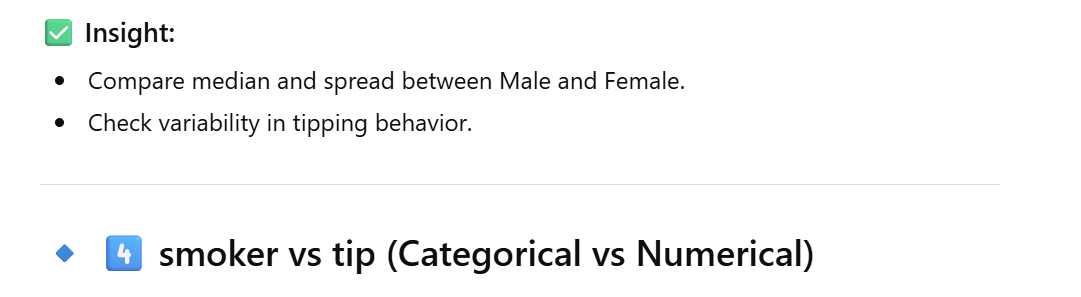 ✅ Insight:
• Compare median and spread between Male and Female.
• Check variability in tipping behavior.
🔹 4️⃣ smoker vs tip (Categorical vs Numerical)